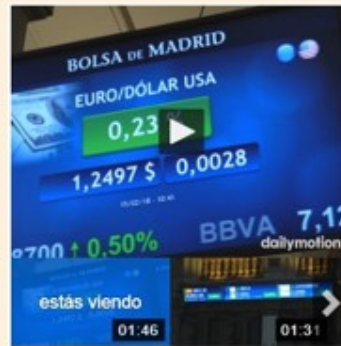 BOLSA DE MADRID
EURO/DÓLAR USA
0,23
1,2497 $ 0,0028
8700 ↑ 0,50% BBVA 7,12
dailymotion
estás viendo
01:46 01:31